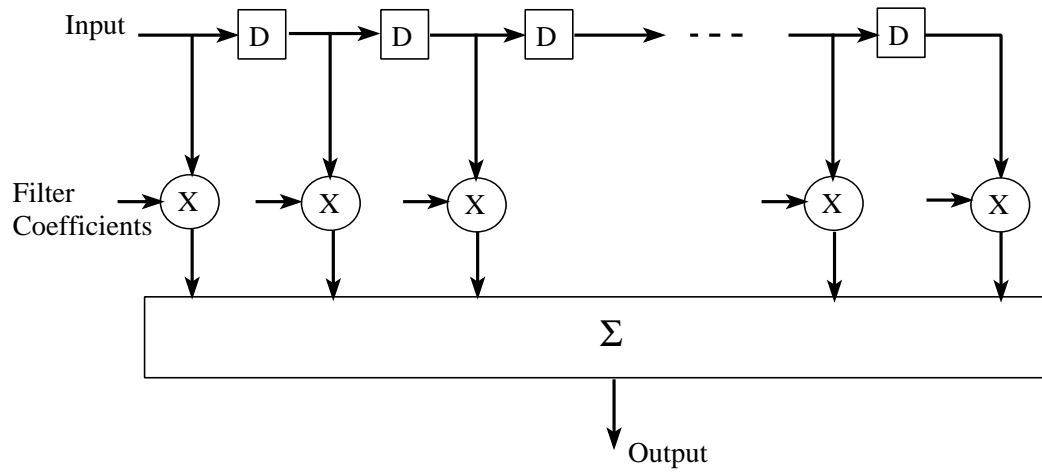 Input
D
D
D
D
Filter
Coefficients
X
X
X
X
X
Σ
Output